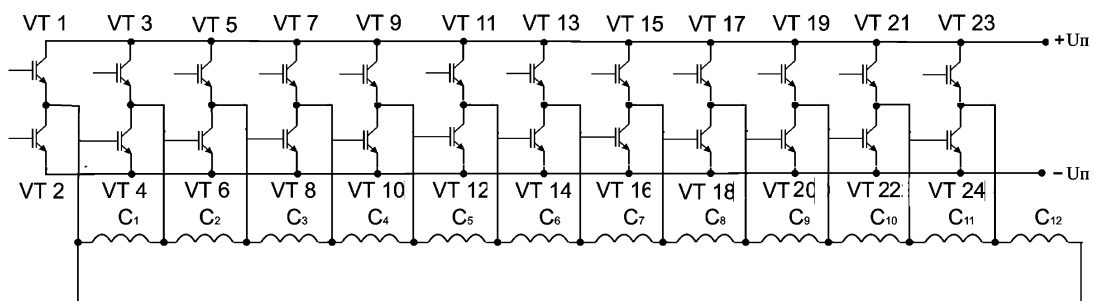 VT 1 VT 3 VT 5 VT 7 VT 9 VT 11 VT 13 VT 15 VT 17 VT 19 VT 21 VT 23
+Uп
−Uп
VT 2 VT 4 VT 6 VT 8 VT 10 VT 12 VT 14 VT 16 VT 18 VT 20 VT 22 VT 24
C₁ C₂ C₃ C₄ C₅ C₆ C₇ C₈ C₉ C₁₀ C₁₁ C₁₂